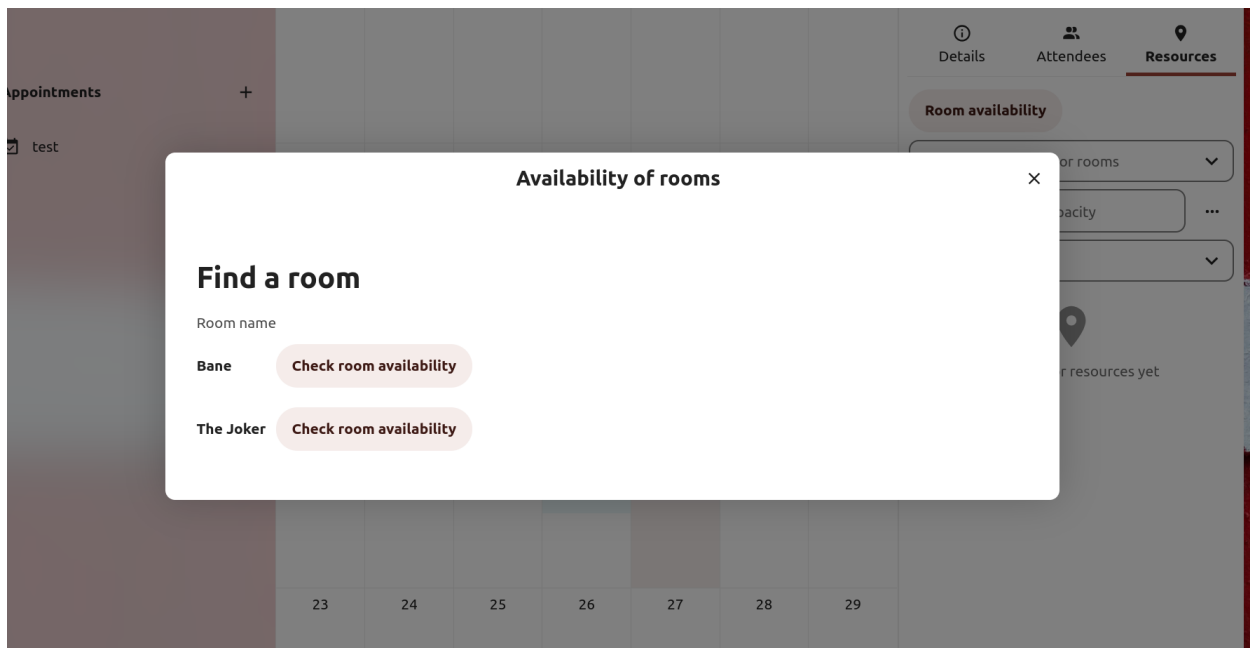 Details
Attendees
Resources
Appointments
test
Room availability
or rooms
pacity
Availability of rooms
Find a room
Room name
Bane
Check room availability
The Joker
Check room availability
r resources yet
23 24 25 26 27 28 29